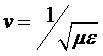 v = 1/√με